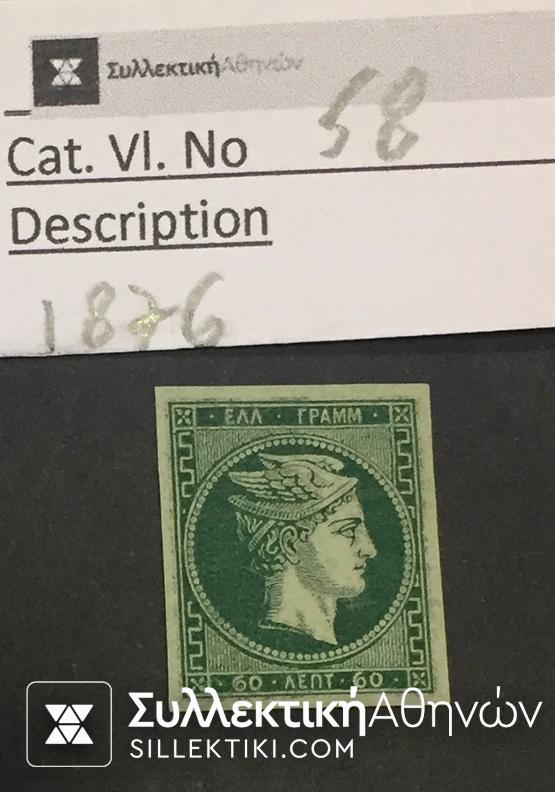 ΣυλλεκτικήΑθηνών
Cat. Vl. No 58
Description
1876
ΕΛΛ · ΓΡΑΜΜ ·
60 · ΛΕΠΤ · 60
ΣυλλεκτικήΑθηνών
SILLEKTIKI.COM